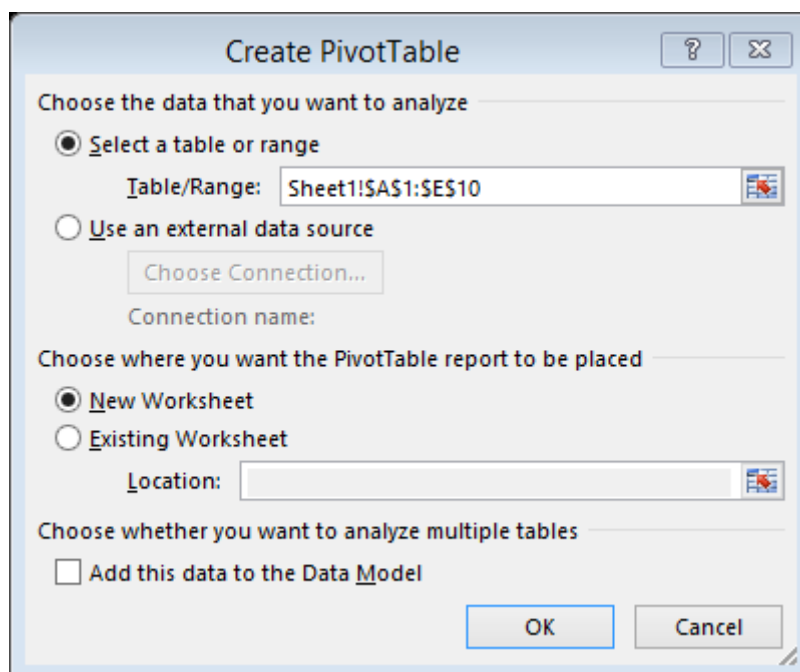 Create PivotTable
?
Choose the data that you want to analyze
Select a table or range
Table/Range: Sheet1!$A$1:$E$10
Use an external data source
Choose Connection...
Connection name:
Choose where you want the PivotTable report to be placed
New Worksheet
Existing Worksheet
Location:
Choose whether you want to analyze multiple tables
Add this data to the Data Model
OK Cancel